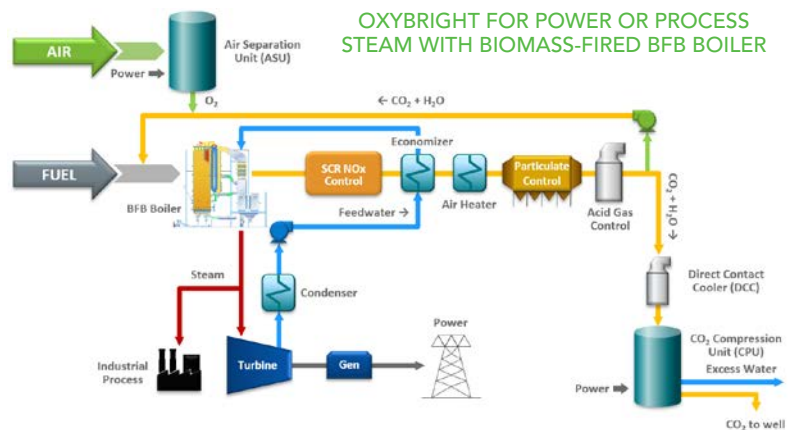 OXYBRIGHT FOR POWER OR PROCESS
STEAM WITH BIOMASS-FIRED BFB BOILER
AIR
Air Separation
Unit (ASU)
Power
O₂
← CO₂ + H₂O
FUEL
BFB Boiler
SCR NOx
Control
Economizer
Feedwater →
Air Heater
Particulate
Control
Acid Gas
Control
CO₂ + H₂O →
Steam
Condenser
Direct Contact
Cooler (DCC)
Industrial
Process
Turbine
Gen
Power
CO₂ Compression
Unit (CPU)
Excess Water
Power
CO₂ to well